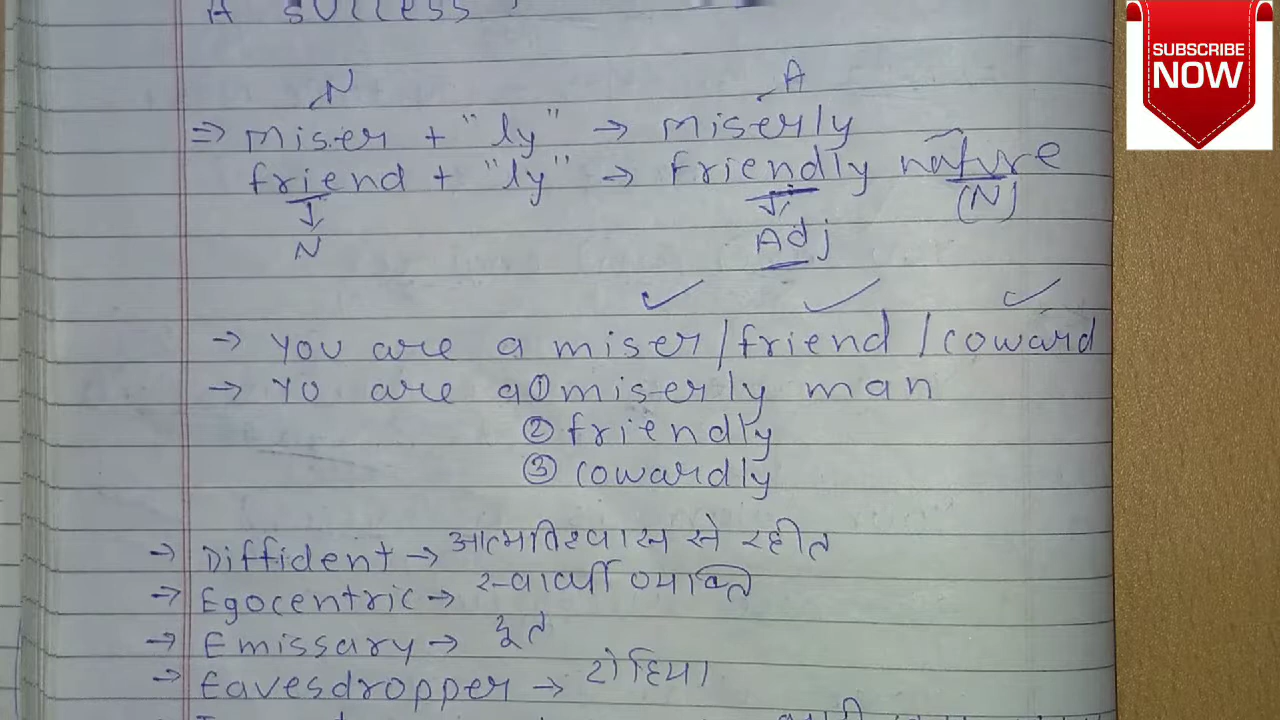 A success
N A
⇒ miser + "ly" → miserly
friend + "ly" → friendly nature
↓ ↓ (N)
N Adj
✓ ✓ ✓
→ You are a miser/friend/coward
→ Yo are a ① miserly man
② friendly
③ cowardly
→ Diffident → आत्मविश्वास से रहीत
→ Egocentric → स्वार्थी व्यक्ति
→ Emissary → दूत
→ Eavesdropper → टोहिया
SUBSCRIBE
NOW